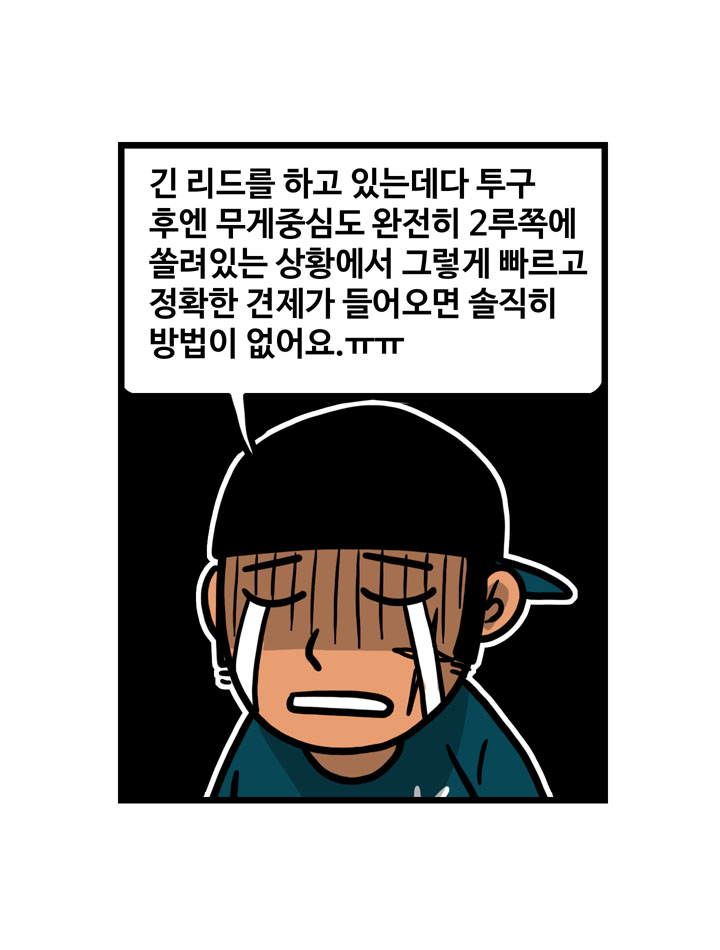 긴 리드를 하고 있는데다 투구
후엔 무게중심도 완전히 2루쪽에
쏠려있는 상황에서 그렇게 빠르고
정확한 견제가 들어오면 솔직히
방법이 없어요.ㅠㅠ